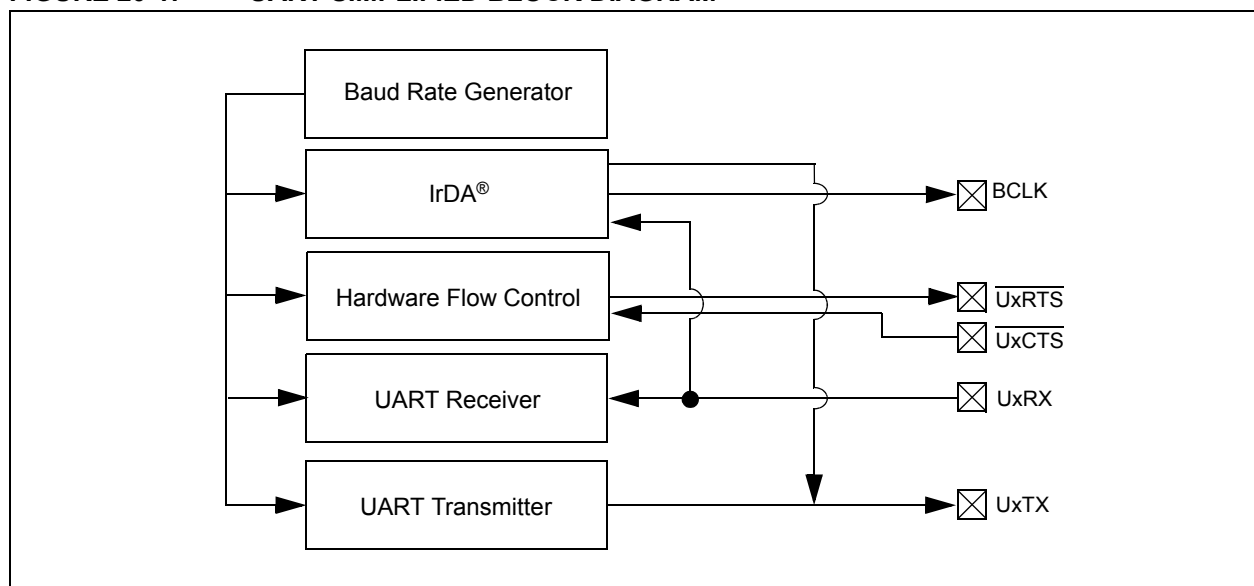 Baud Rate Generator
IrDA®
BCLK
Hardware Flow Control
UxRTS
UxCTS
UART Receiver
UxRX
UART Transmitter
UxTX